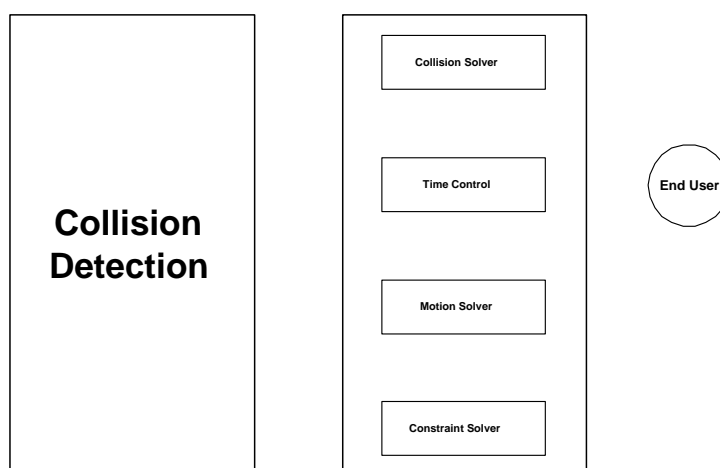 Collision
Detection
Collision Solver
Time Control
Motion Solver
Constraint Solver
End User